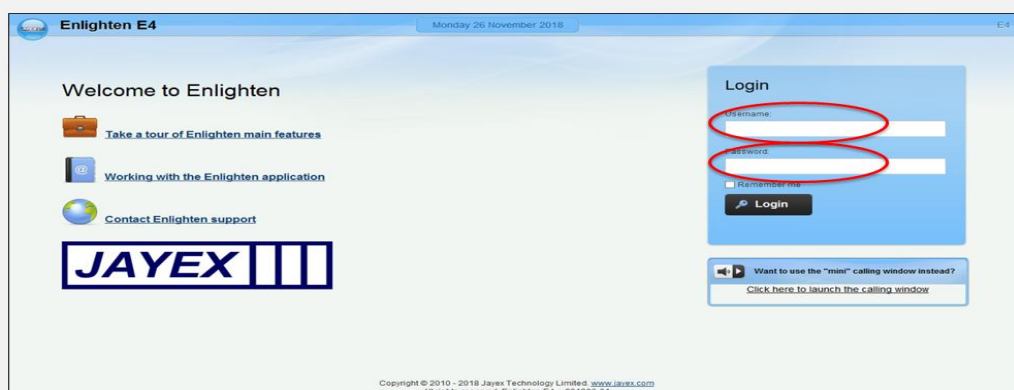 Enlighten E4
Monday 26 November 2018
E4
Welcome to Enlighten
Take a tour of Enlighten main features
Working with the Enlighten application
Contact Enlighten support
JAYEX
Login
Username:
Password:
Remember me
Login
Want to use the "mini" calling window instead?
Click here to launch the calling window
Copyright © 2010 - 2018 Jayex Technology Limited. www.jayex.com